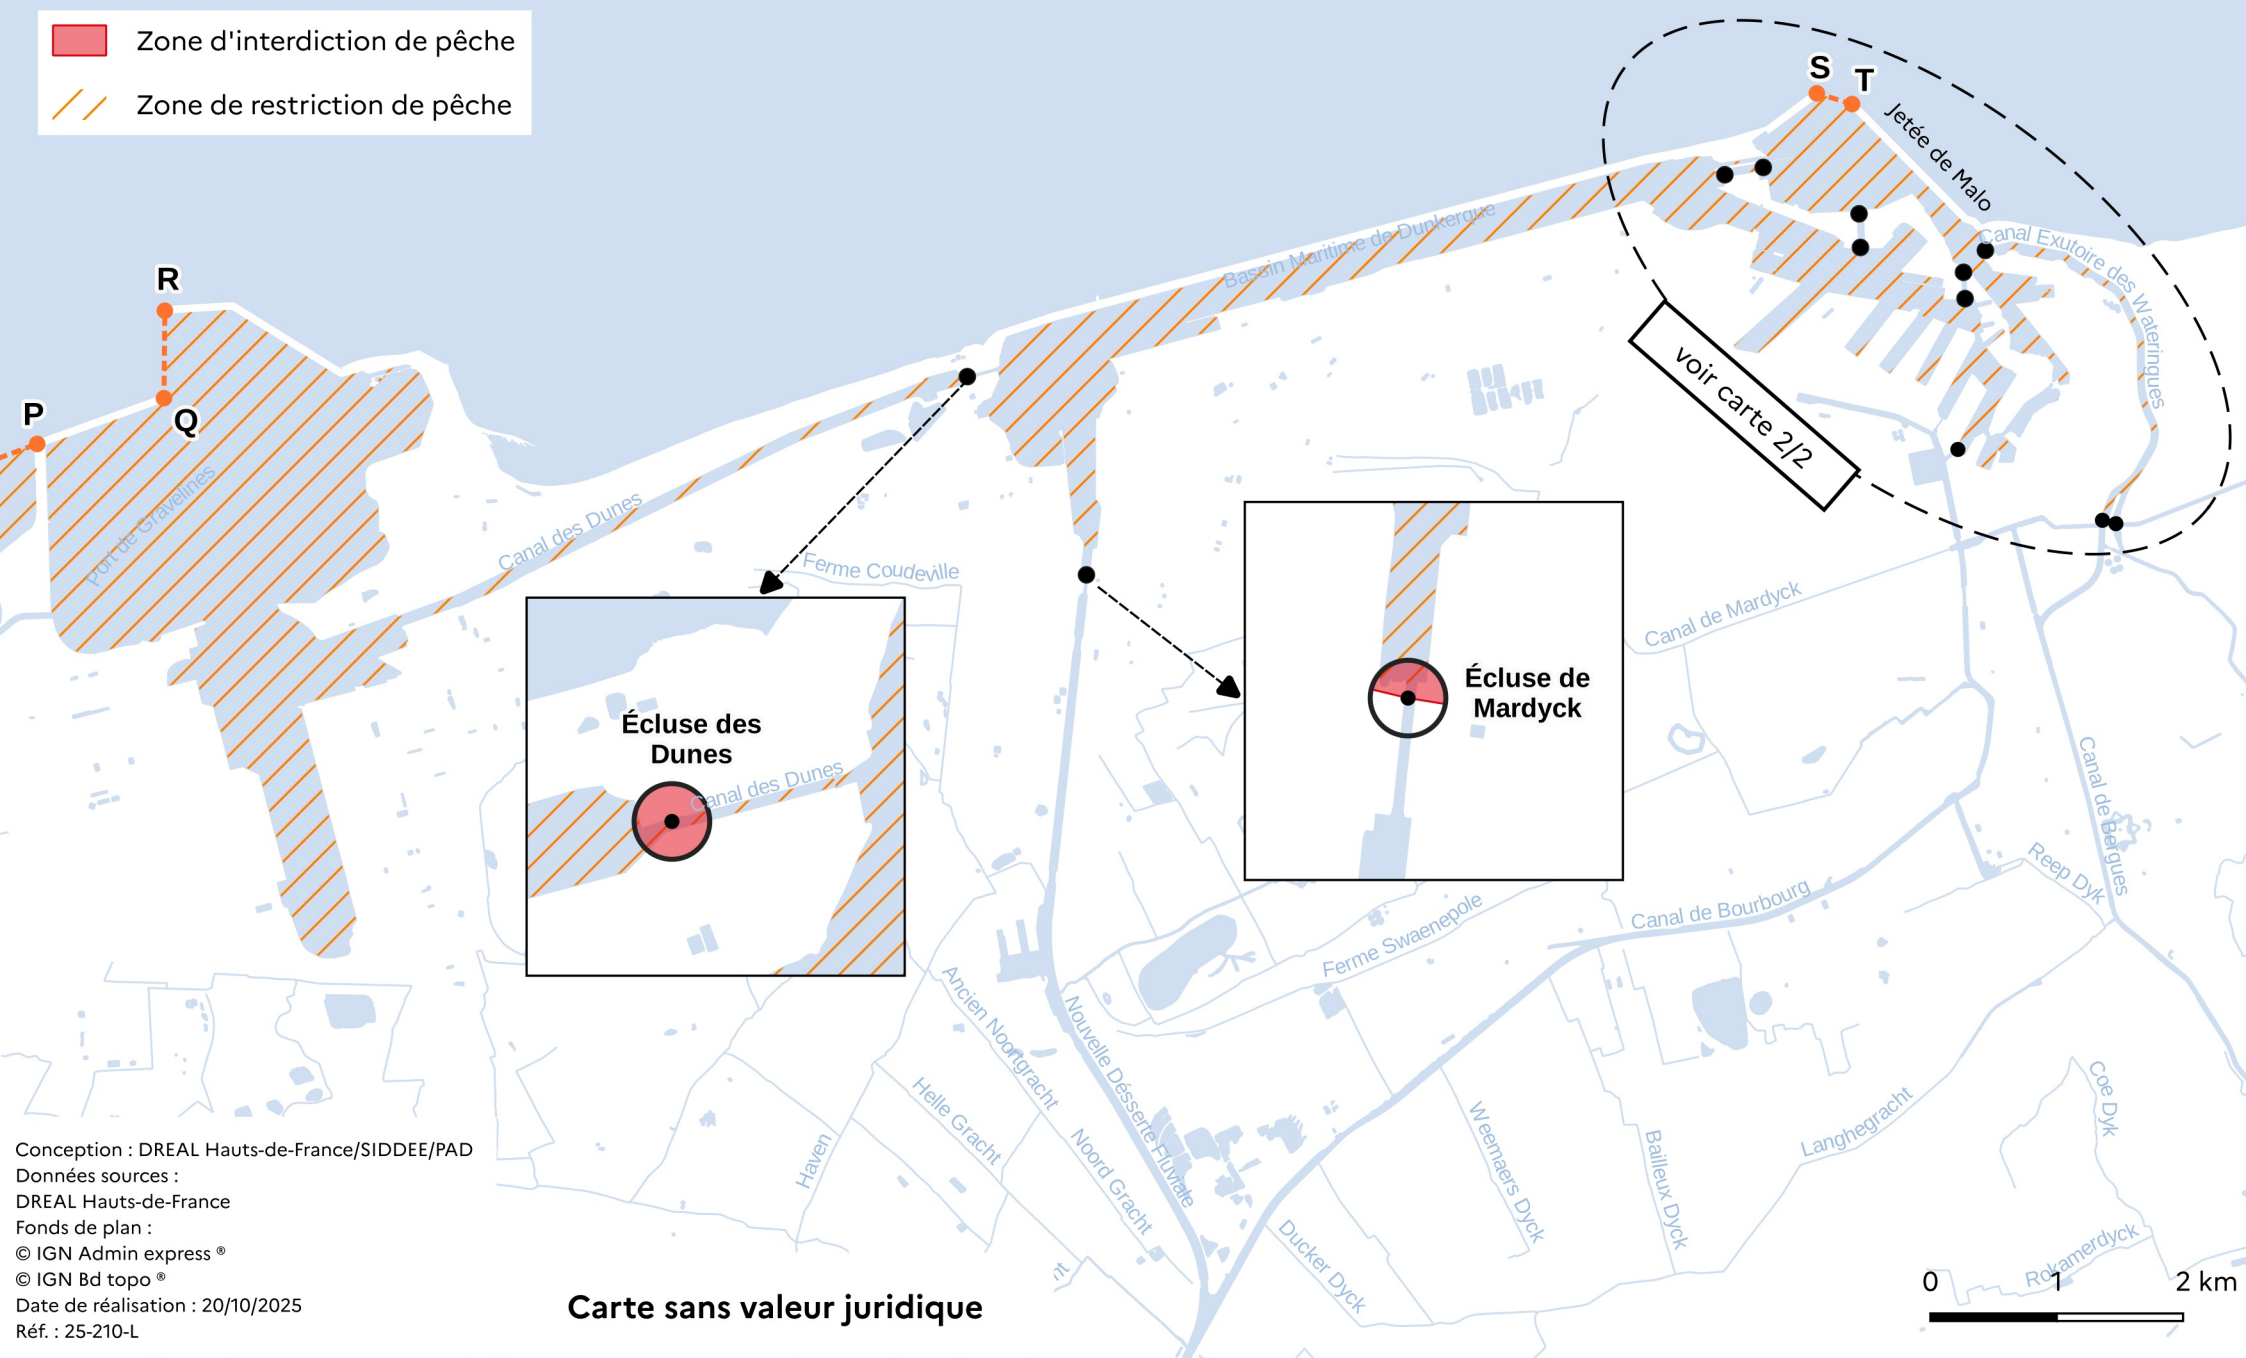 Zone d'interdiction de pêche
Zone de restriction de pêche
S
T
Jetée de Malo
Canal Exutoire des Wateringues
Bassin Maritime de Dunkerque
R
P
Q
voir carte 2/2
Port de Gravelines
Canal des Dunes
Ferme Coudeville
Canal de Mardyck
Écluse de
Mardyck
Écluse des
Dunes
Canal des Dunes
Canal de Bergues
Reep Dyk
Canal de Bourbourg
Ferme Swaenepole
Ancien Noortgracht
Nouvelle Désserte Fluviale
Helle Gracht
Noord Gracht
Haven
Weemaers Dyck
Bailleux Dyck
Langhegracht
Coe Dyk
Ducker Dyck
Rokamerdyck
nt
Conception : DREAL Hauts-de-France/SIDDEE/PAD
Données sources :
DREAL Hauts-de-France
Fonds de plan :
© IGN Admin express ®
© IGN Bd topo ®
Date de réalisation : 20/10/2025
Réf. : 25-210-L
Carte sans valeur juridique
0 1 2 km